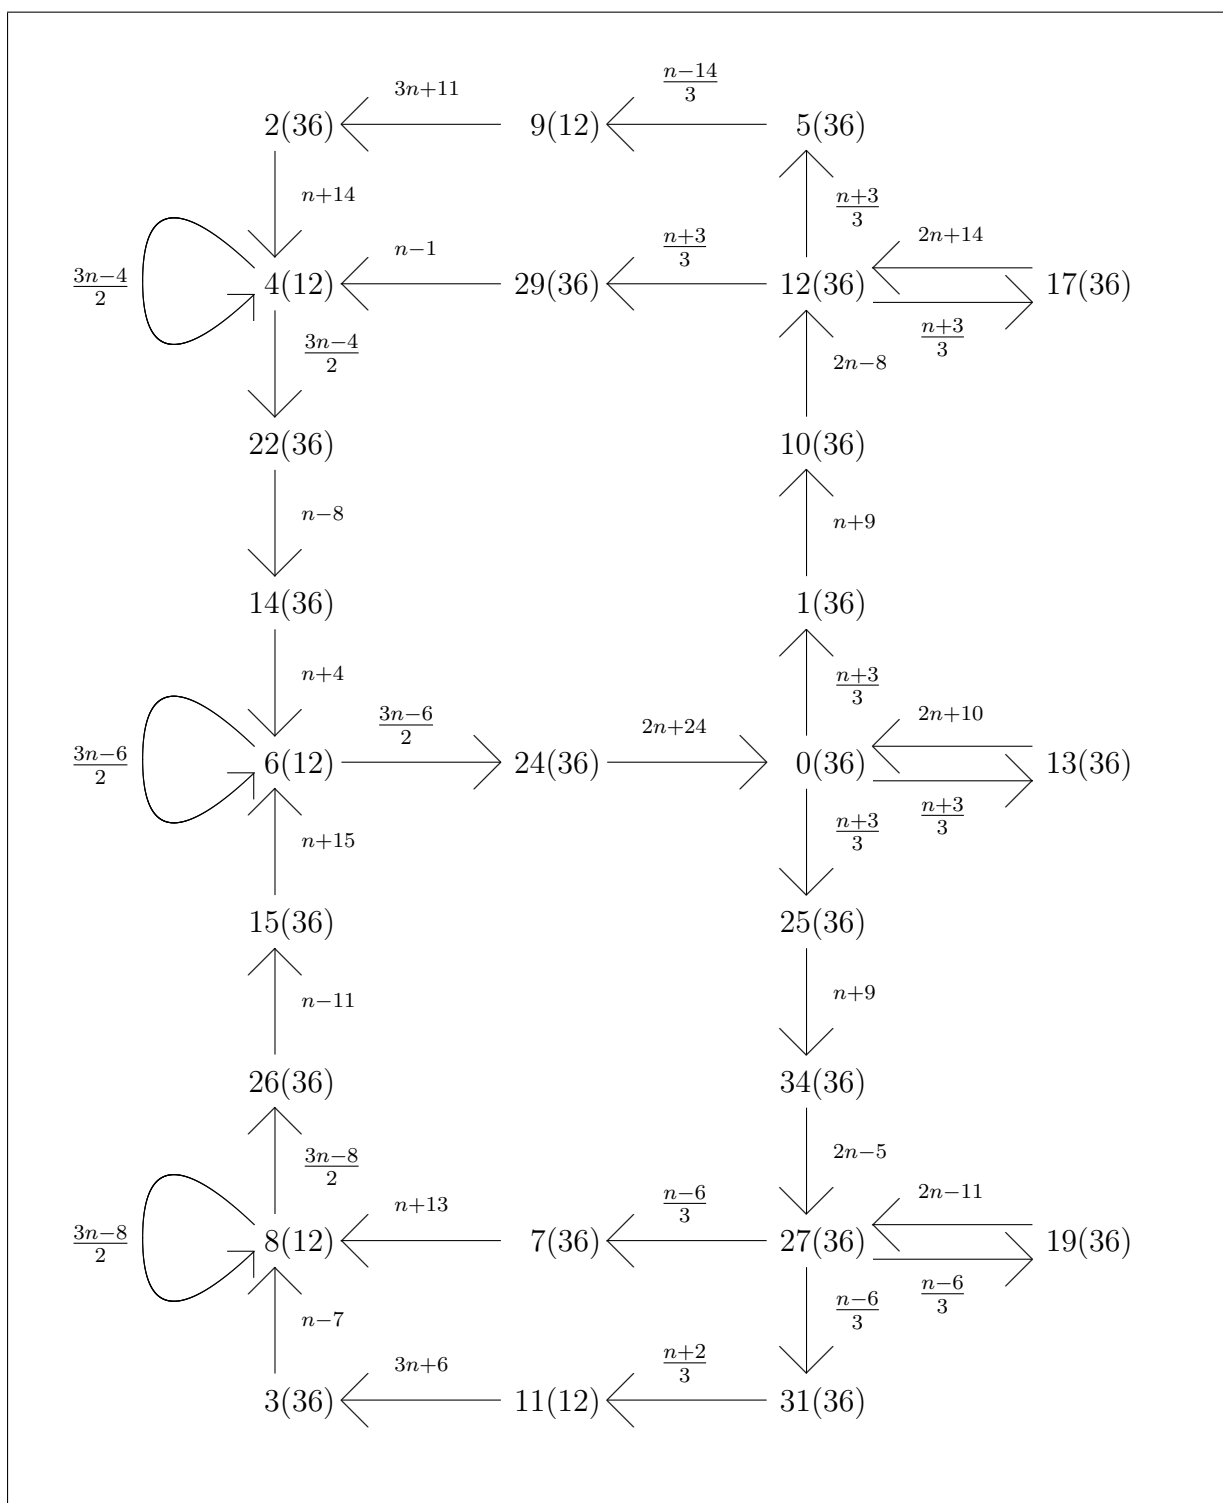 3n+11 n−14/3
2(36) 9(12) 5(36)
n+14 n+3/3
n−1 n+3/3 2n+14
3n−4/2 4(12) 29(36) 12(36) 17(36)
3n−4/2 2n−8 n+3/3
22(36) 10(36)
n−8 n+9
14(36) 1(36)
n+4 n+3/3
3n−6/2 2n+24 2n+10
3n−6/2 6(12) 24(36) 0(36) 13(36)
n+15 n+3/3 n+3/3
15(36) 25(36)
n−11 n+9
26(36) 34(36)
3n−8/2 2n−5
n+13 n−6/3 2n−11
3n−8/2 8(12) 7(36) 27(36) 19(36)
n−7 n−6/3 n−6/3
3n+6 n+2/3
3(36) 11(12) 31(36)